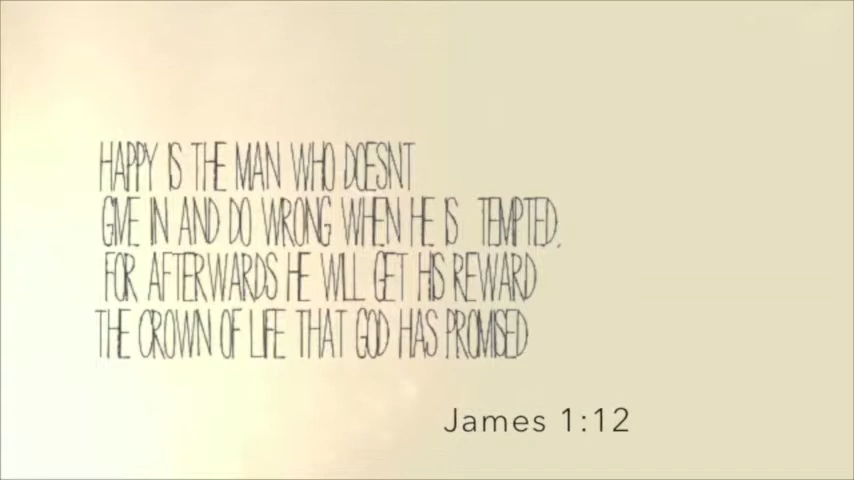 HAPPY IS THE MAN WHO DOESNT
GIVE IN AND DO WRONG WHEN HE IS TEMPTED.
FOR AFTERWARDS HE WILL GET HIS REWARD
THE CROWN OF LIFE THAT GOD HAS PROMISED
James 1:12